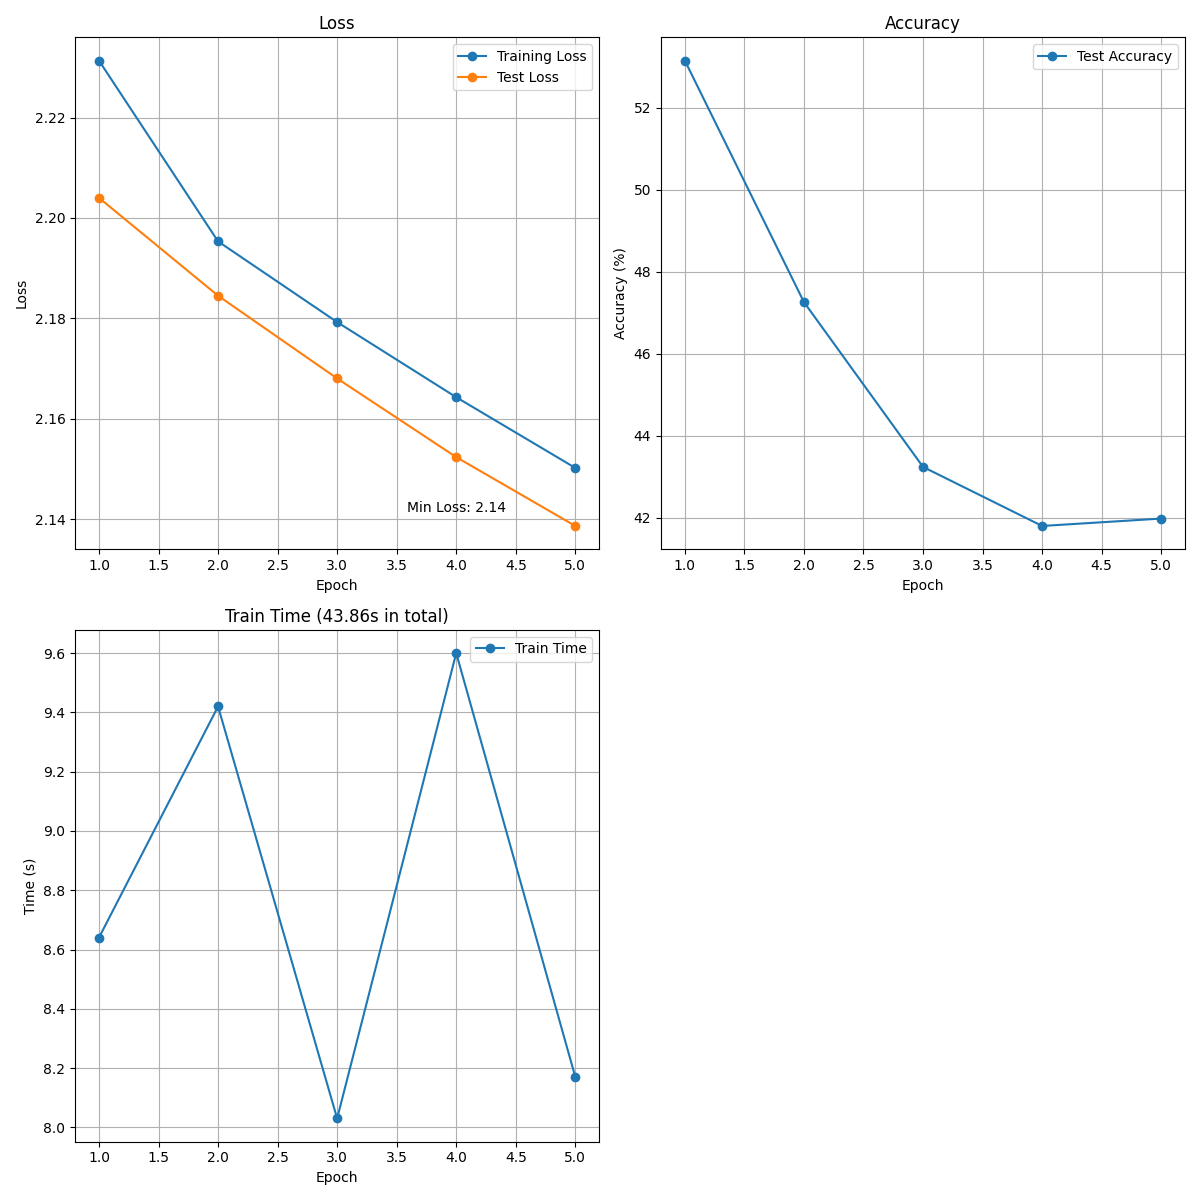 Loss
Training Loss
Test Loss
2.22
2.20
2.18
2.16
2.14
Loss
Min Loss: 2.14
1.0 1.5 2.0 2.5 3.0 3.5 4.0 4.5 5.0
Epoch
Accuracy
Test Accuracy
52
50
48
46
44
42
Accuracy (%)
1.0 1.5 2.0 2.5 3.0 3.5 4.0 4.5 5.0
Epoch
Train Time (43.86s in total)
Train Time
9.6
9.4
9.2
9.0
8.8
8.6
8.4
8.2
8.0
Time (s)
1.0 1.5 2.0 2.5 3.0 3.5 4.0 4.5 5.0
Epoch